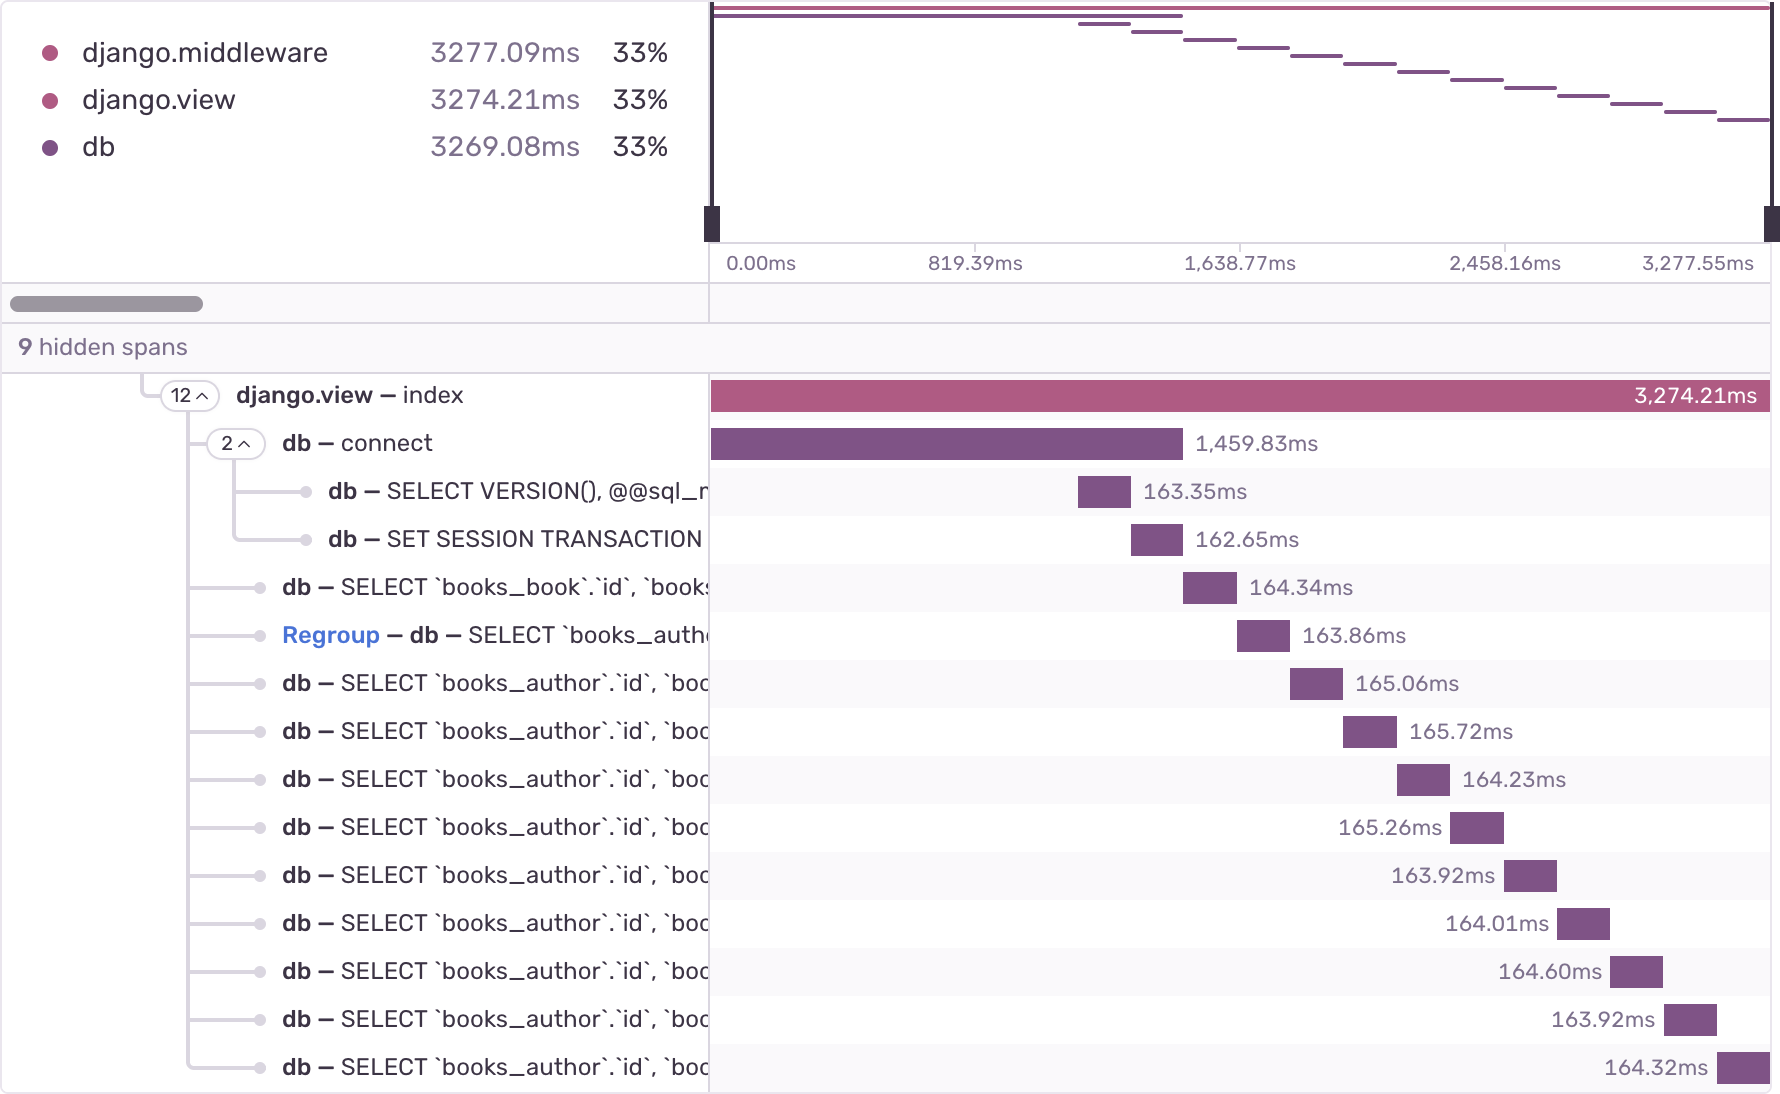 django.middleware 3277.09ms 33%
django.view 3274.21ms 33%
db 3269.08ms 33%
0.00ms 819.39ms 1,638.77ms 2,458.16ms 3,277.55ms
9 hidden spans
12 django.view — index 3,274.21ms
2 db — connect 1,459.83ms
db — SELECT VERSION(), @@sql_ 163.35ms
db — SET SESSION TRANSACTION 162.65ms
db — SELECT `books_book`.`id`, `books 164.34ms
Regroup — db — SELECT `books_autho 163.86ms
db — SELECT `books_author`.`id`, `boo 165.06ms
db — SELECT `books_author`.`id`, `boo 165.72ms
db — SELECT `books_author`.`id`, `boo 164.23ms
db — SELECT `books_author`.`id`, `boo 165.26ms
db — SELECT `books_author`.`id`, `boo 163.92ms
db — SELECT `books_author`.`id`, `boo 164.01ms
db — SELECT `books_author`.`id`, `boo 164.60ms
db — SELECT `books_author`.`id`, `boo 163.92ms
db — SELECT `books_author`.`id`, `boo 164.32ms